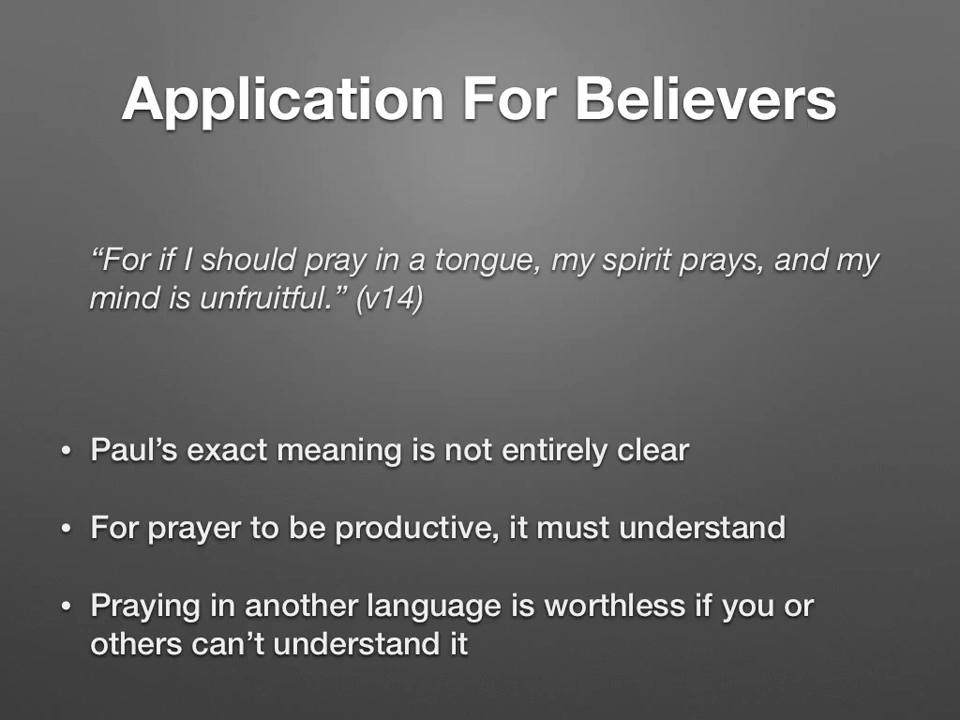 Application For Believers
“For if I should pray in a tongue, my spirit prays, and my
mind is unfruitful.” (v14)
• Paul’s exact meaning is not entirely clear
• For prayer to be productive, it must understand
• Praying in another language is worthless if you or
others can’t understand it